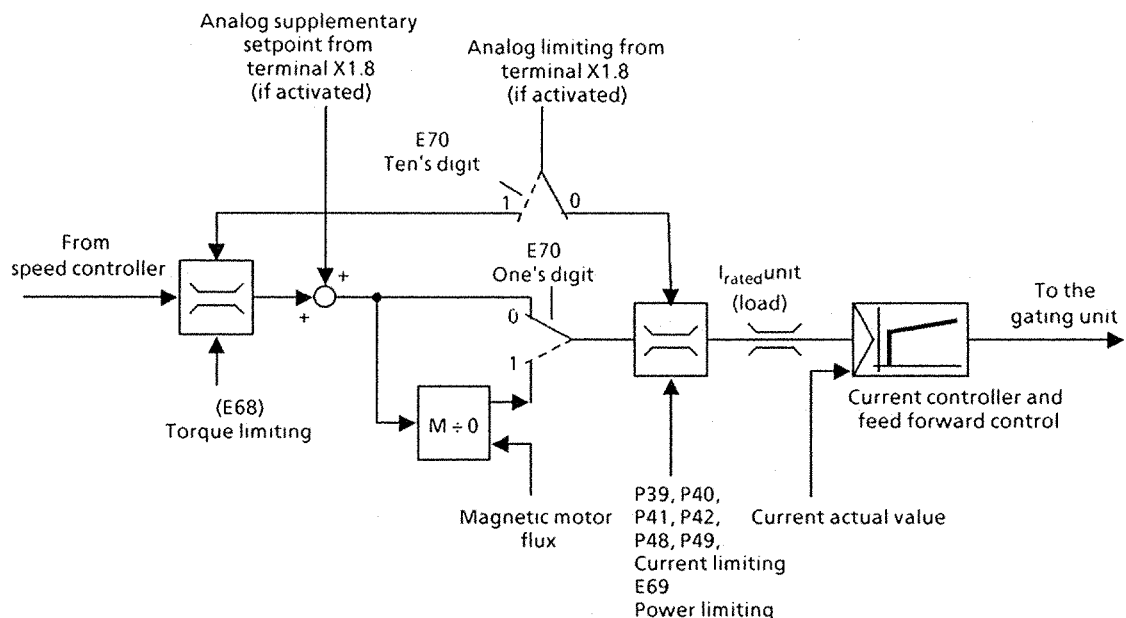 Analog supplementary
setpoint from
terminal X1.8
(if activated)
Analog limiting from
terminal X1.8
(if activated)
E70
Ten's digit
1
0
From
speed controller
+
+
E70
One's digit
0
1
Irated unit
(load)
To the
gating unit
(E68)
Torque limiting
M ÷ 0
Current controller and
feed forward control
Magnetic motor
flux
P39, P40,
P41, P42,
P48, P49,
Current limiting
E69
Power limiting
Current actual value